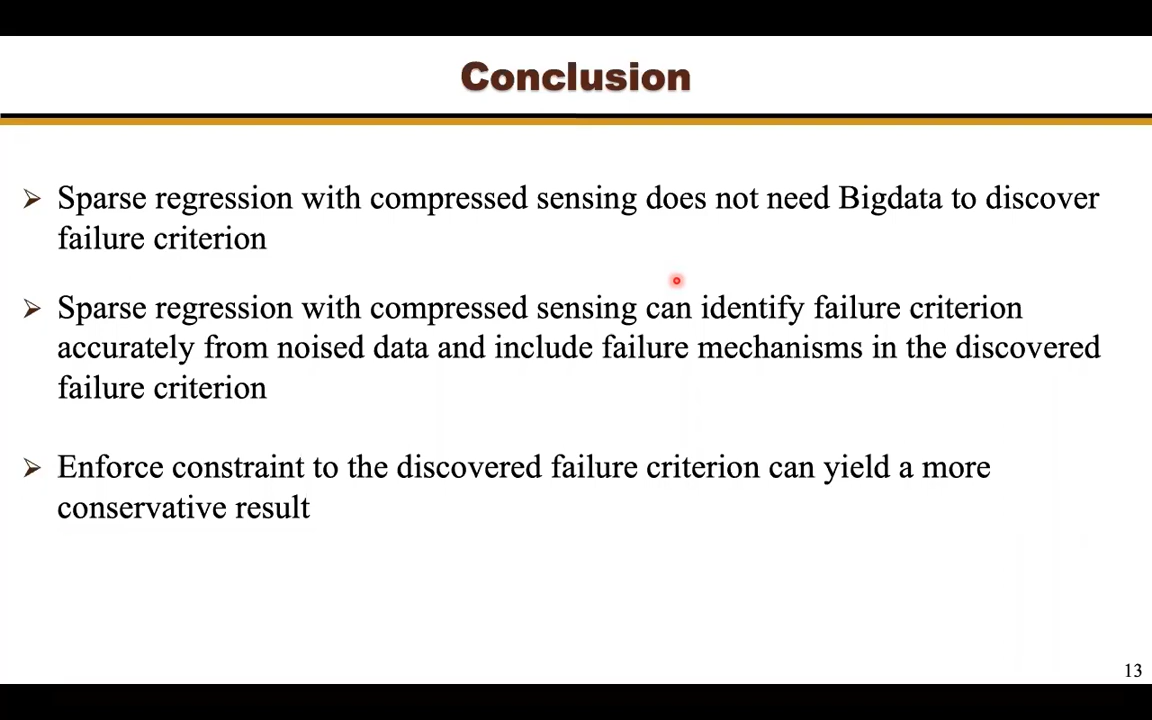 Conclusion
➢ Sparse regression with compressed sensing does not need Bigdata to discover
failure criterion
➢ Sparse regression with compressed sensing can identify failure criterion
accurately from noised data and include failure mechanisms in the discovered
failure criterion
➢ Enforce constraint to the discovered failure criterion can yield a more
conservative result
13